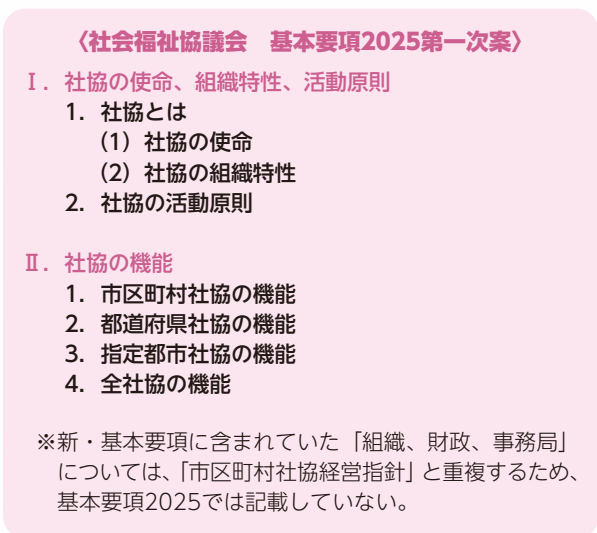 〈社会福祉協議会　基本要項2025第一次案〉
Ⅰ．社協の使命、組織特性、活動原則
1．社協とは
（1）社協の使命
（2）社協の組織特性
2．社協の活動原則
Ⅱ．社協の機能
1．市区町村社協の機能
2．都道府県社協の機能
3．指定都市社協の機能
4．全社協の機能
※新・基本要項に含まれていた「組織、財政、事務局」
については、「市区町村社協経営指針」と重複するため、
基本要項2025では記載していない。